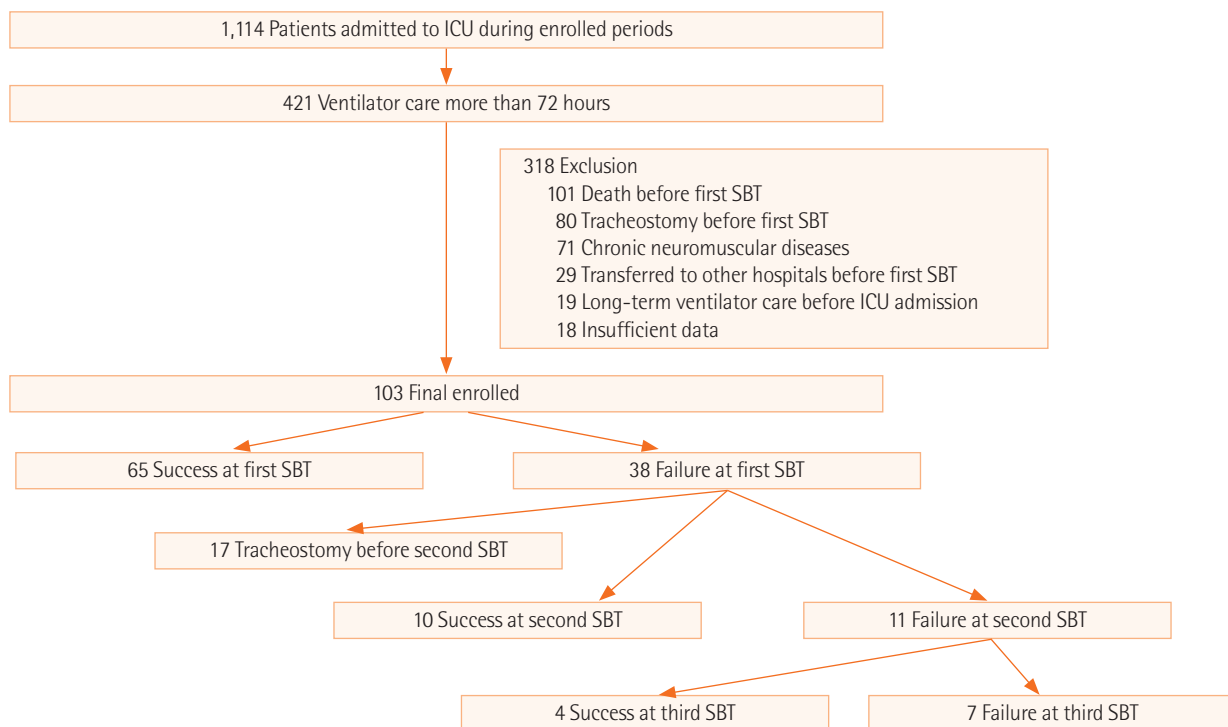 1,114 Patients admitted to ICU during enrolled periods
421 Ventilator care more than 72 hours
318 Exclusion
101 Death before first SBT
80 Tracheostomy before first SBT
71 Chronic neuromuscular diseases
29 Transferred to other hospitals before first SBT
19 Long-term ventilator care before ICU admission
18 Insufficient data
103 Final enrolled
65 Success at first SBT
38 Failure at first SBT
17 Tracheostomy before second SBT
10 Success at second SBT
11 Failure at second SBT
4 Success at third SBT
7 Failure at third SBT